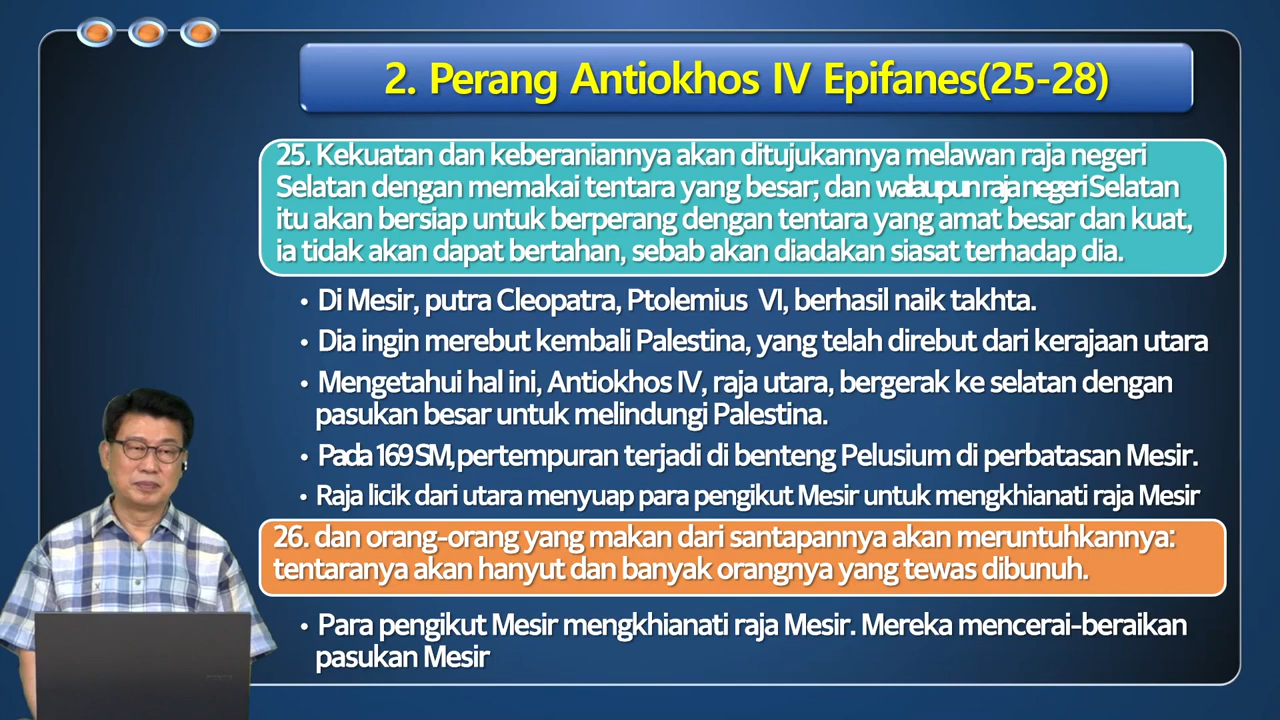 2. Perang Antiokhos IV Epifanes(25-28)
25. Kekuatan dan keberaniannya akan ditujukannya melawan raja negeri
Selatan dengan memakai tentara yang besar; dan walaupun raja negeri Selatan
itu akan bersiap untuk berperang dengan tentara yang amat besar dan kuat,
ia tidak akan dapat bertahan, sebab akan diadakan siasat terhadap dia.
• Di Mesir, putra Cleopatra, Ptolemius VI, berhasil naik takhta.
• Dia ingin merebut kembali Palestina, yang telah direbut dari kerajaan utara
• Mengetahui hal ini, Antiokhos IV, raja utara, bergerak ke selatan dengan
pasukan besar untuk melindungi Palestina.
• Pada 169 SM, pertempuran terjadi di benteng Pelusium di perbatasan Mesir.
• Raja licik dari utara menyuap para pengikut Mesir untuk mengkhianati raja Mesir
26. dan orang-orang yang makan dari santapannya akan meruntuhkannya:
tentaranya akan hanyut dan banyak orangnya yang tewas dibunuh.
• Para pengikut Mesir mengkhianati raja Mesir. Mereka mencerai-beraikan
pasukan Mesir